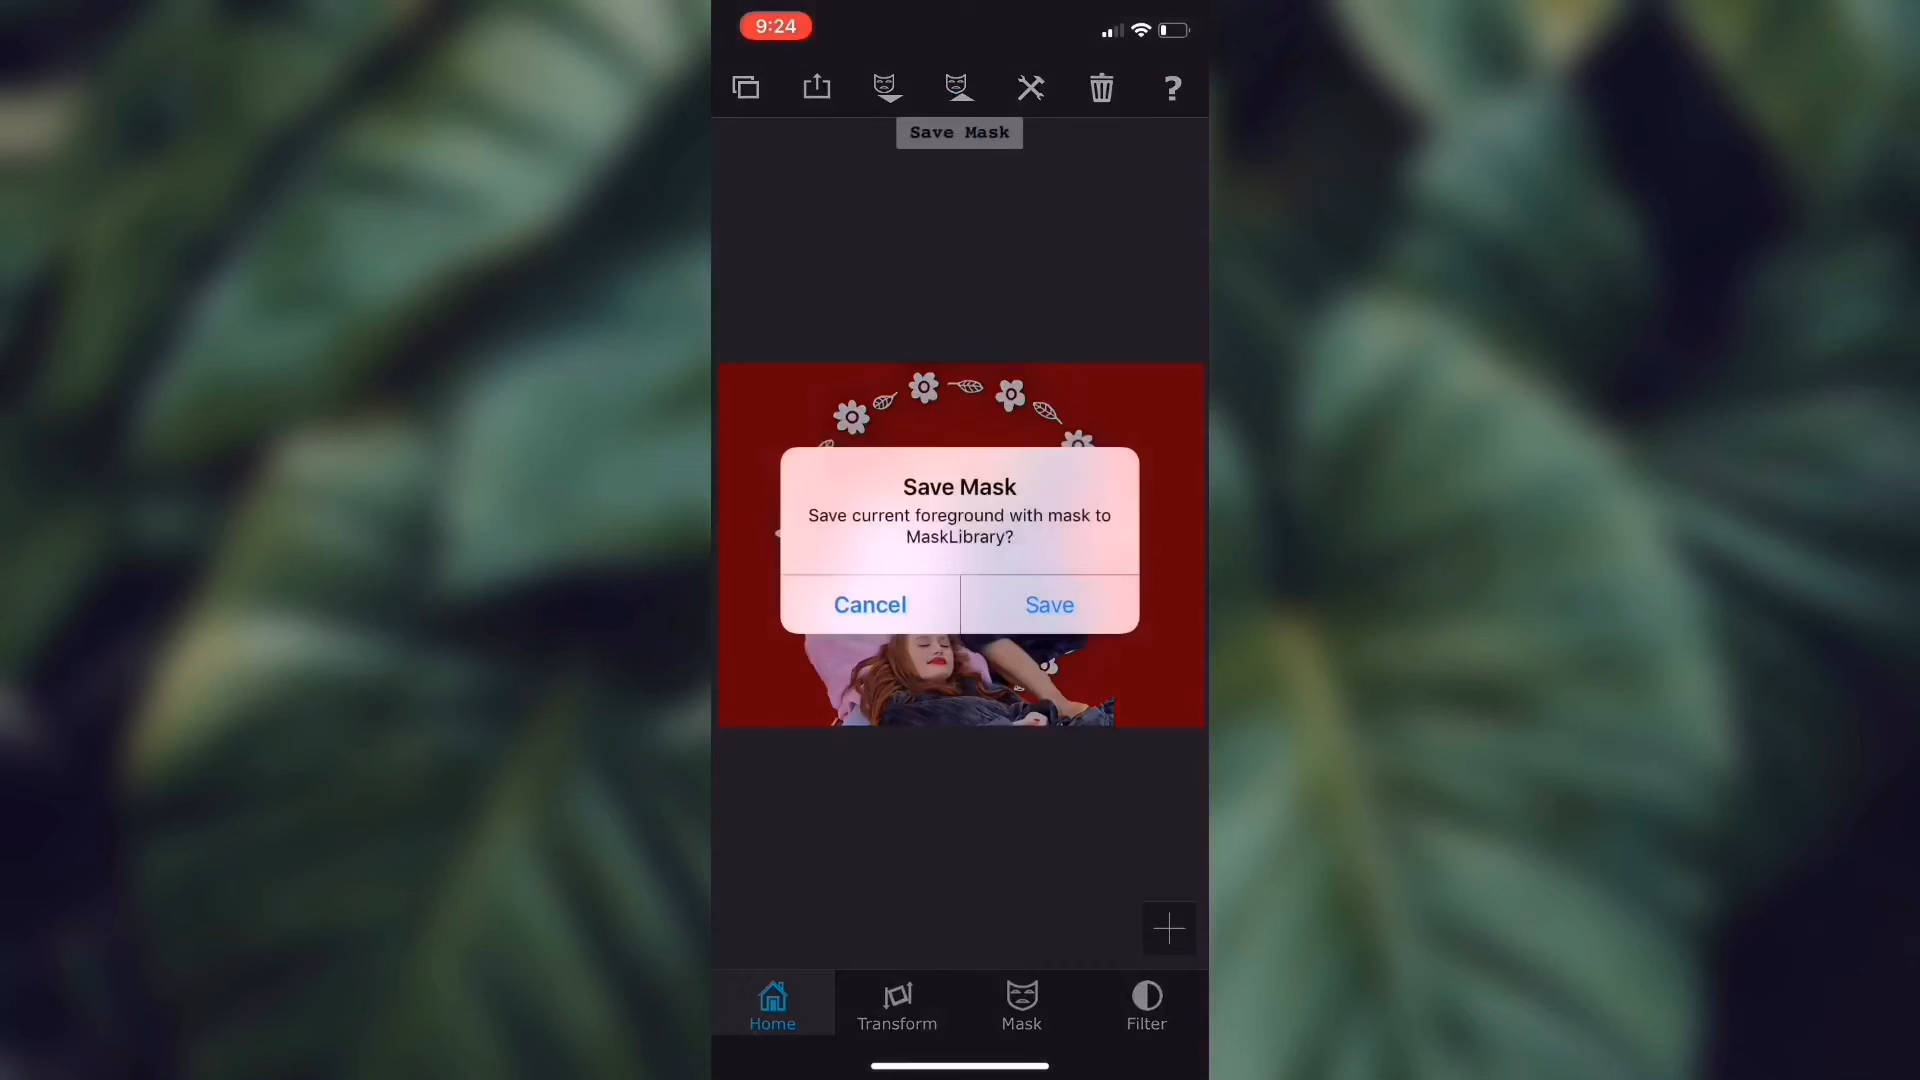 9:24
?
Save Mask
Save Mask
Save current foreground with mask to
MaskLibrary?
Cancel
Save
Home
Transform
Mask
Filter